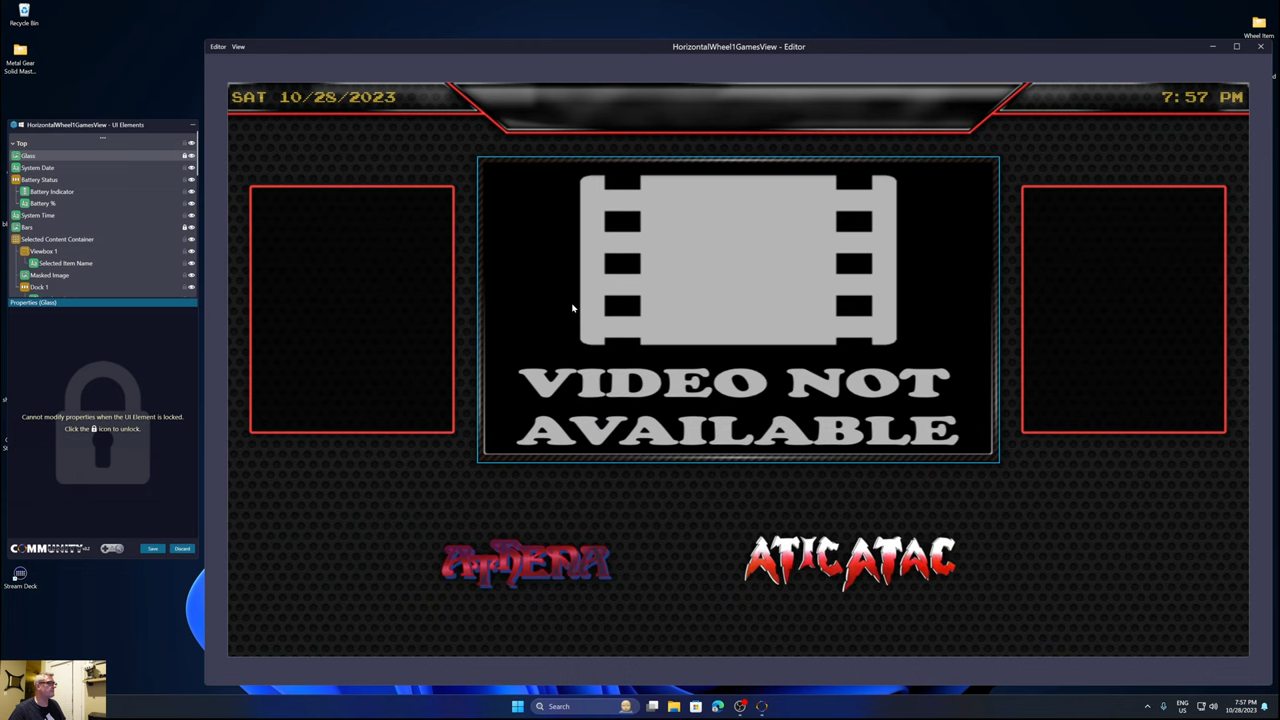 Recycle Bin
Metal Gear
Solid Mast...
Wheel Item
Editor View
HorizontalWheel1GamesView - Editor
SAT 10/28/2023
7:57 PM
HorizontalWheel1GamesView - UI Elements
Top
Glass
System Date
Battery Status
Battery Indicator
Battery %
System Time
Bars
Selected Content Container
Viewbox 1
Selected Item Name
Masked Image
Dock 1
Properties (Glass)
Cannot modify properties when the UI Element is locked.
Click the icon to unlock.
COMMUNITY
Save
Discard
VIDEO NOT
AVAILABLE
ATHENA
ATIC ATAC
Stream Deck
Search
ENG
US
7:57 PM
10/28/2023